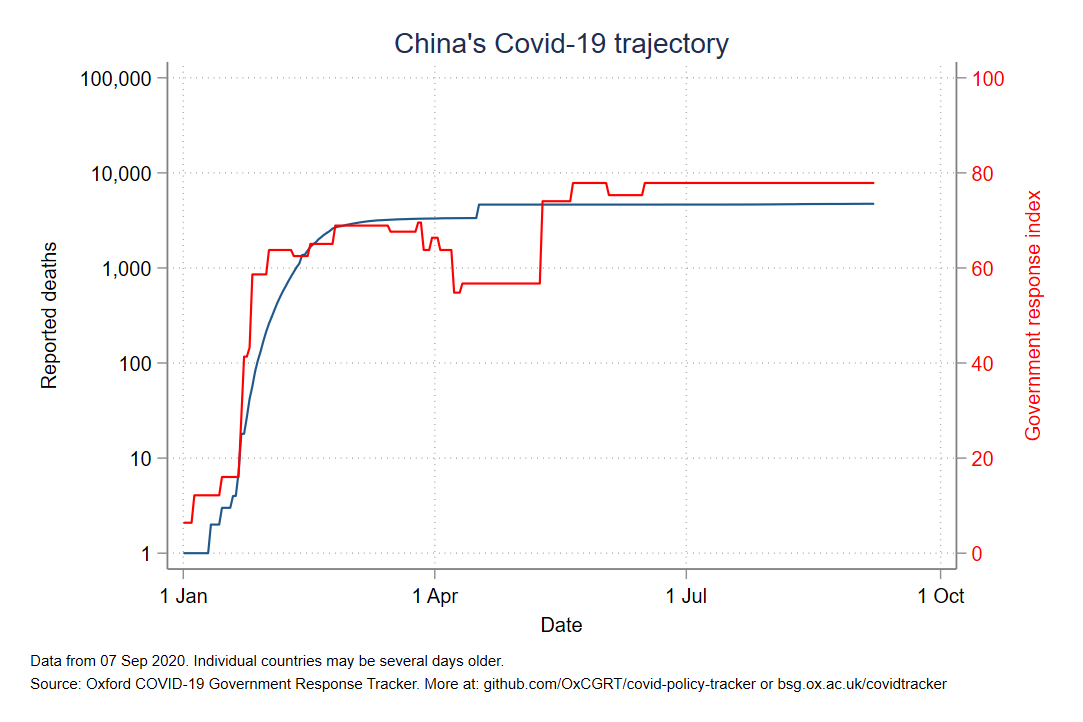 China's Covid-19 trajectory
100,000
10,000
1,000
100
10
1
Reported deaths
100
80
60
40
20
0
Government response index
1 Jan
1 Apr
1 Jul
1 Oct
Date
Data from 07 Sep 2020. Individual countries may be several days older.
Source: Oxford COVID-19 Government Response Tracker. More at: github.com/OxCGRT/covid-policy-tracker or bsg.ox.ac.uk/covidtracker